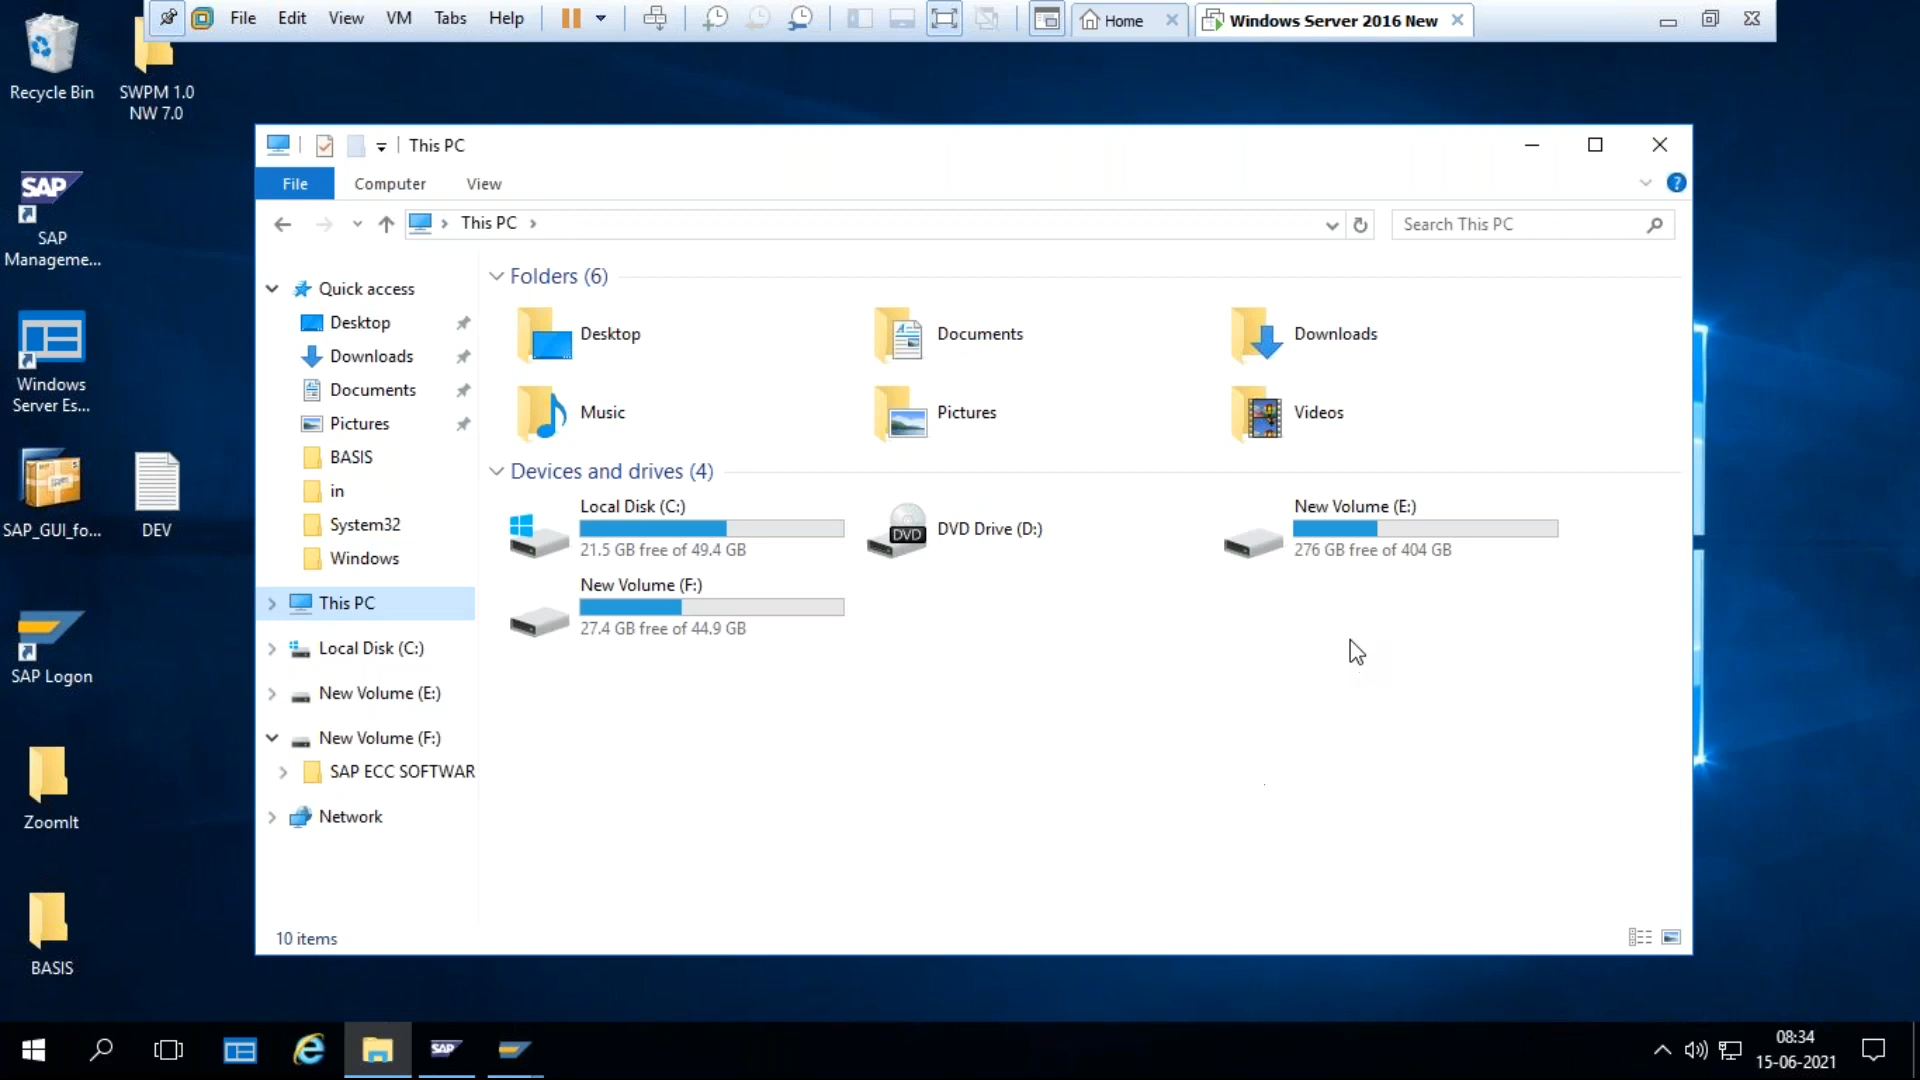 File Edit View VM Tabs Help
Home
Windows Server 2016 New
Recycle Bin
SWPM 1.0
NW 7.0
SAP
SAP
Manageme...
Windows
Server Es...
SAP_GUI_fo...
DEV
SAP Logon
ZoomIt
BASIS
This PC
File Computer View
This PC
Search This PC
Quick access
Desktop
Downloads
Documents
Pictures
BASIS
in
System32
Windows
This PC
Local Disk (C:)
New Volume (E:)
New Volume (F:)
SAP ECC SOFTWAR
Network
Folders (6)
Desktop
Documents
Downloads
Music
Pictures
Videos
Devices and drives (4)
Local Disk (C:)
21.5 GB free of 49.4 GB
DVD
DVD Drive (D:)
New Volume (E:)
276 GB free of 404 GB
New Volume (F:)
27.4 GB free of 44.9 GB
10 items
SAP
08:34
15-06-2021